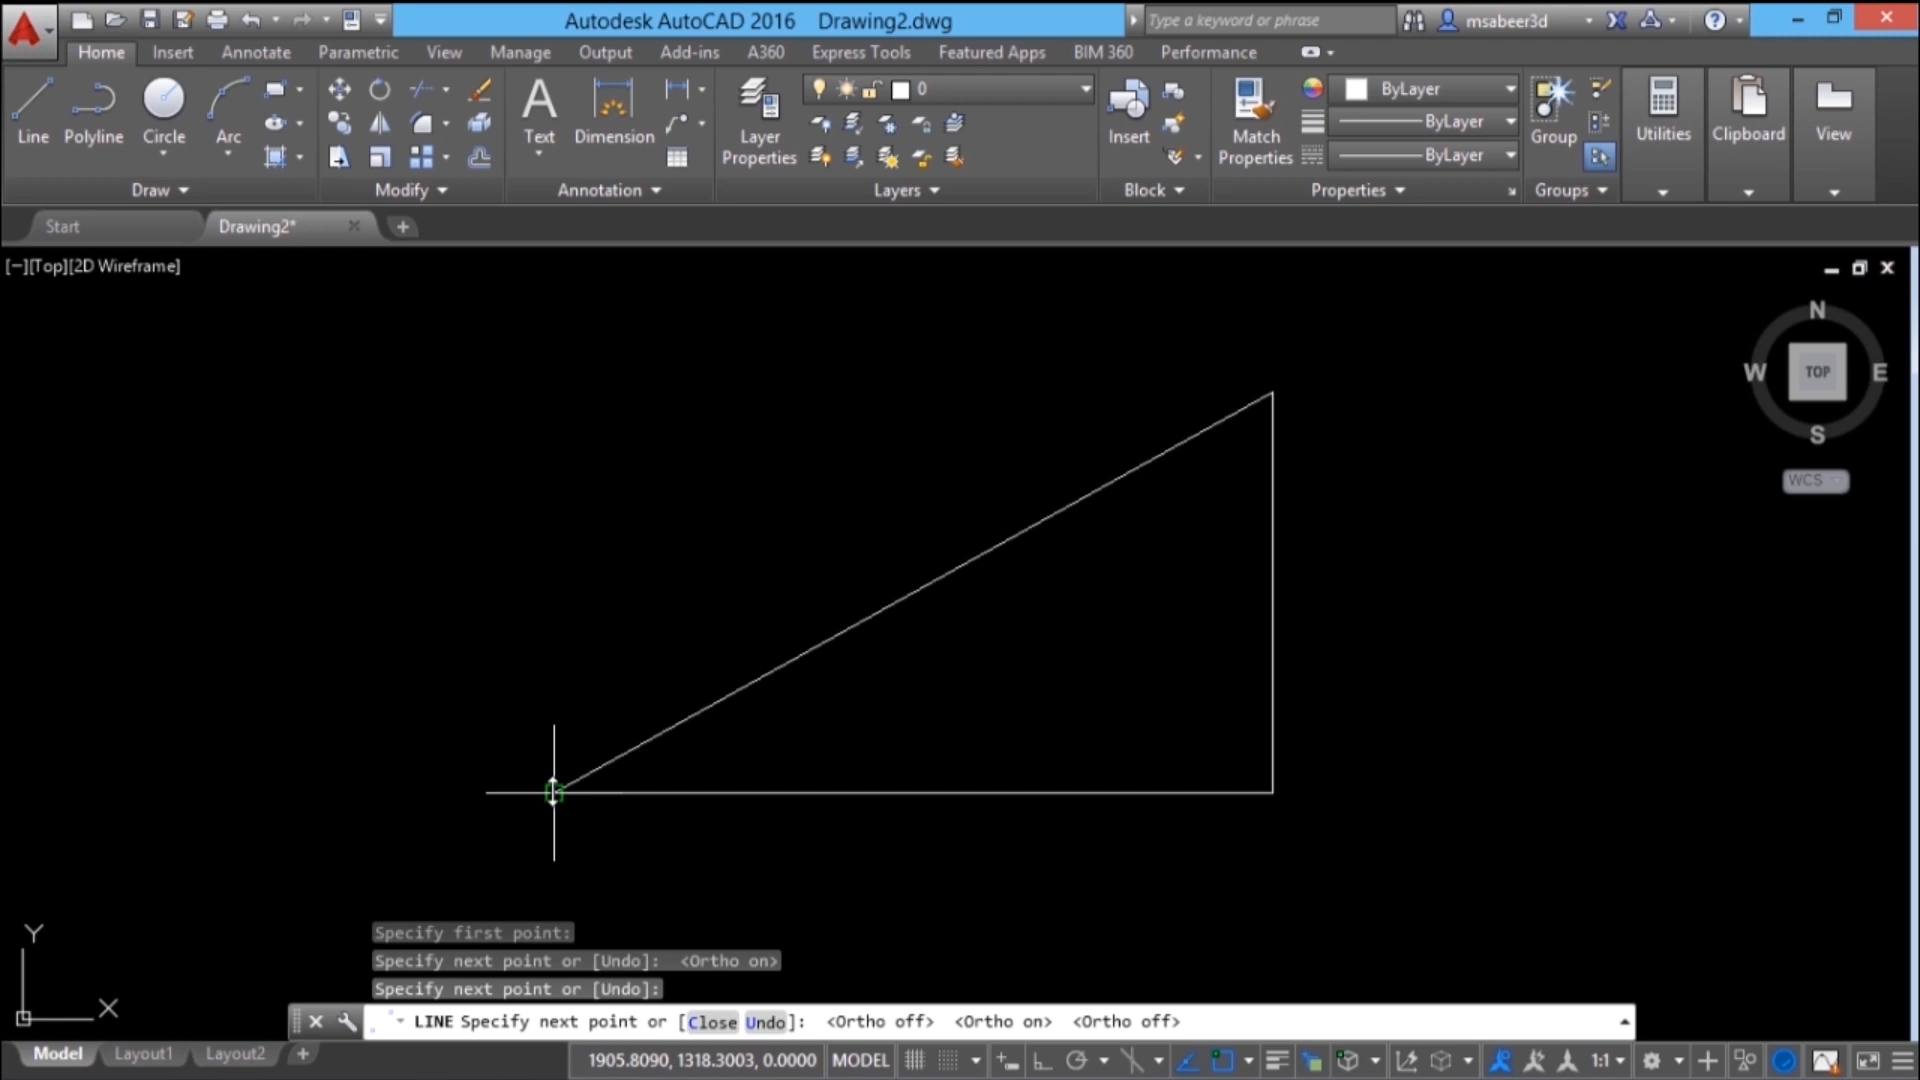 Autodesk AutoCAD 2016 Drawing2.dwg
Type a keyword or phrase
msabeer3d
Home Insert Annotate Parametric View Manage Output Add-ins A360 Express Tools Featured Apps BIM 360 Performance
Line Polyline Circle Arc
Text Dimension
Layer Properties
0
Insert
Match Properties
ByLayer
ByLayer
ByLayer
Group
Utilities Clipboard View
Draw Modify Annotation Layers Block Properties Groups
Start Drawing2*
[−][Top][2D Wireframe]
N
W TOP E
S
WCS
Y
X
Specify first point:
Specify next point or [Undo]: <Ortho on>
Specify next point or [Undo]:
LINE Specify next point or [Close Undo]: <Ortho off> <Ortho on> <Ortho off>
Model Layout1 Layout2
1905.8090, 1318.3003, 0.0000 MODEL 1:1